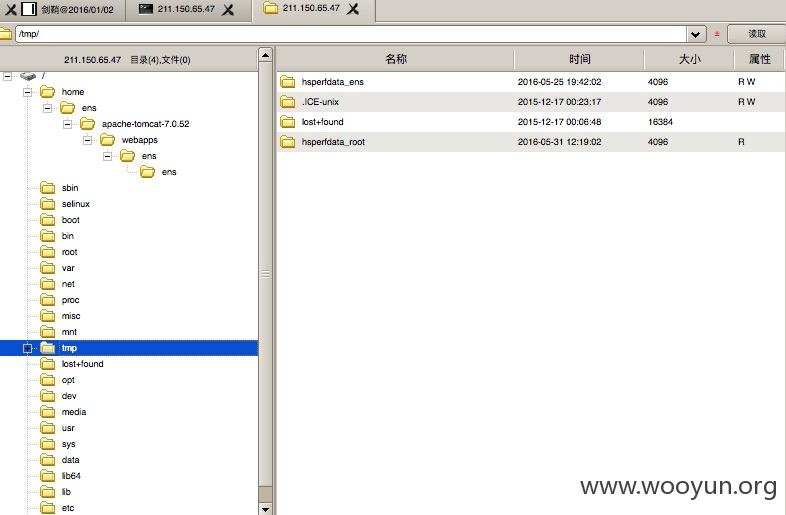 剑鞘@2016/01/02 211.150.65.47 211.150.65.47
/tmp/ 读取
211.150.65.47 目录(4),文件(0)
名称 时间 大小 属性
/
home
ens
apache-tomcat-7.0.52
webapps
ens
ens
sbin
selinux
boot
bin
root
var
net
proc
misc
mnt
tmp
lost+found
opt
dev
media
usr
sys
data
lib64
lib
etc
hsperfdata_ens 2016-05-25 19:42:02 4096 R W
.ICE-unix 2015-12-17 00:23:17 4096 R W
lost+found 2015-12-17 00:06:48 16384
hsperfdata_root 2016-05-31 12:19:02 4096 R
www.wooyun.org